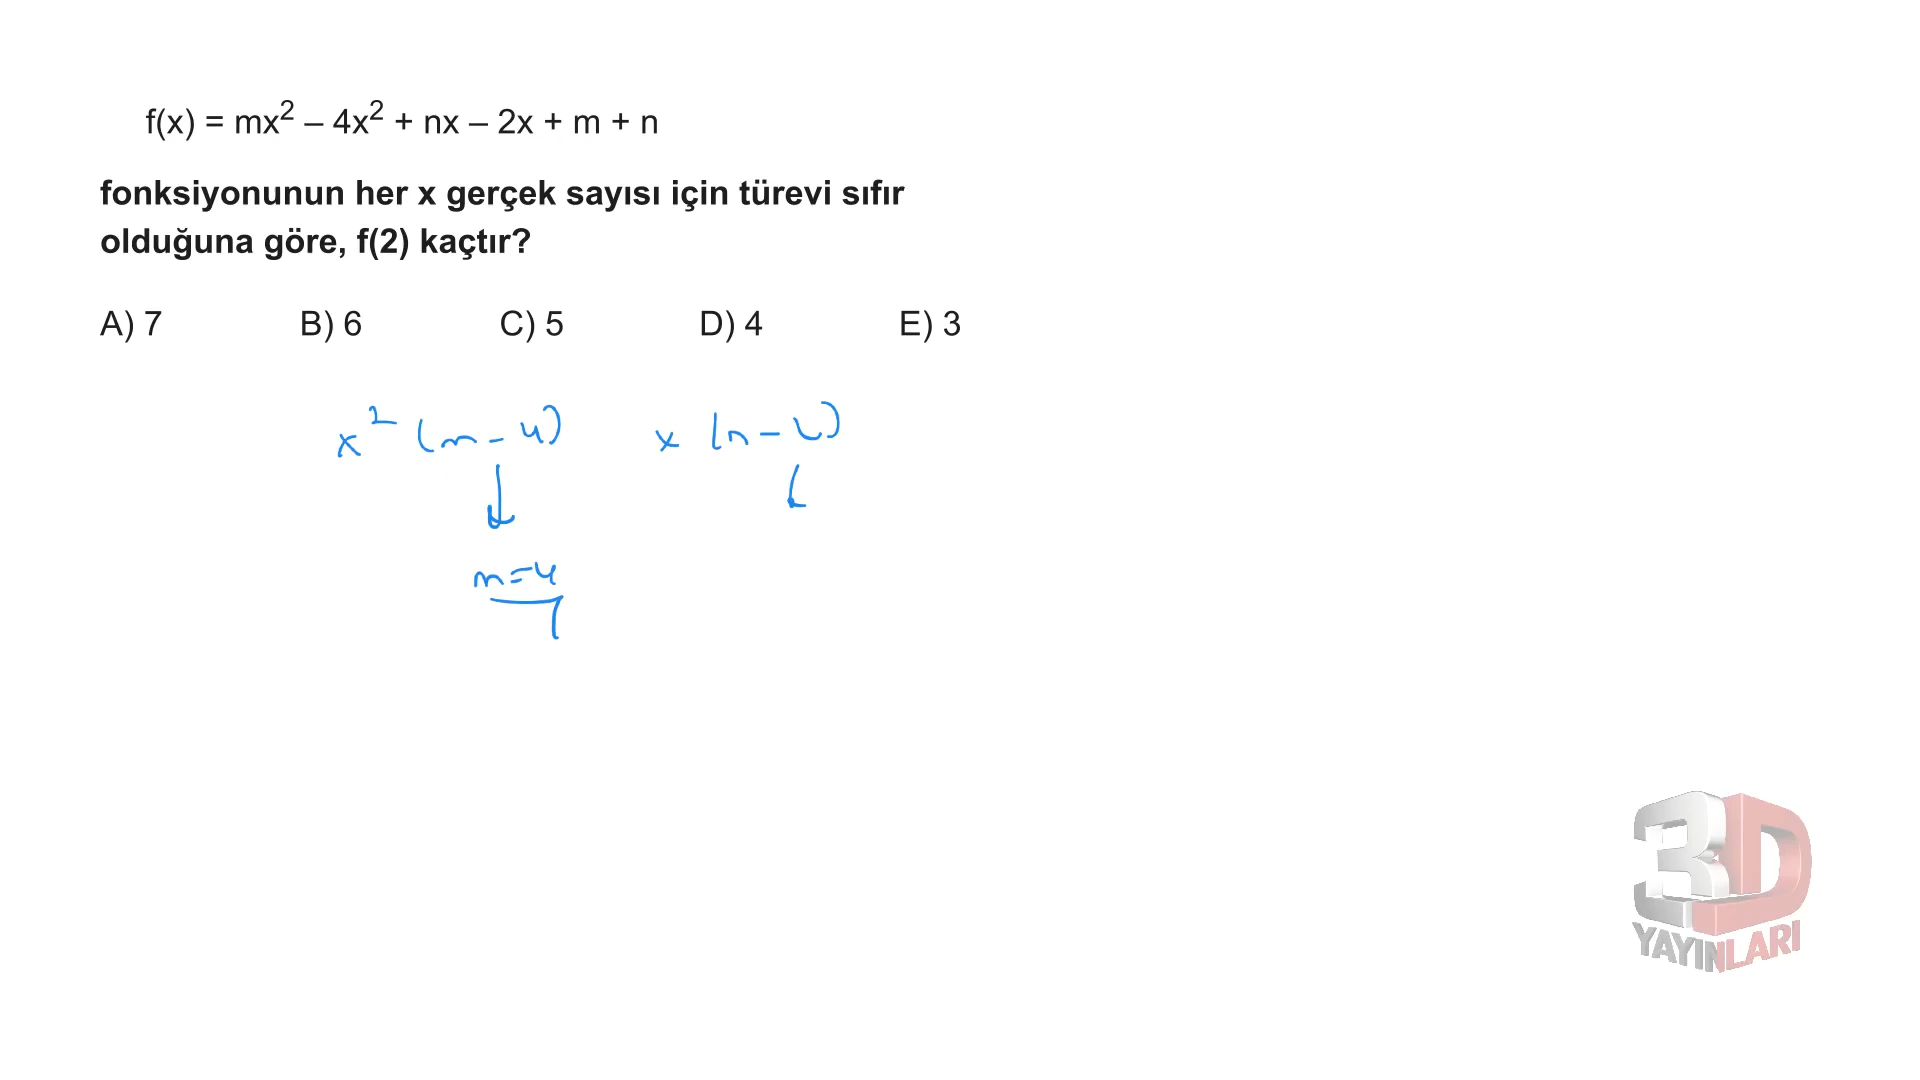 f(x) = mx² – 4x² + nx – 2x + m + n
fonksiyonunun her x gerçek sayısı için türevi sıfır
olduğuna göre, f(2) kaçtır?
A) 7 B) 6 C) 5 D) 4 E) 3
x² (m – 4) x (n – 2)
m = 4
3D
YAYINLARI